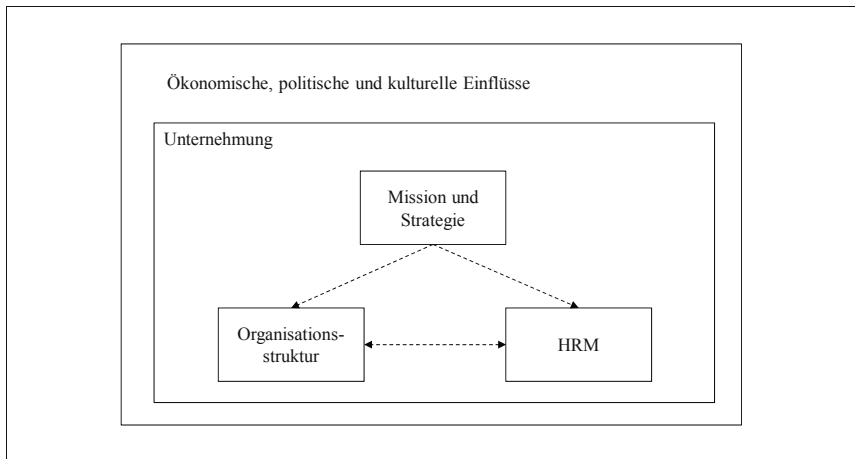 Ökonomische, politische und kulturelle Einflüsse
Unternehmung
Mission und
Strategie
Organisations-
struktur
HRM